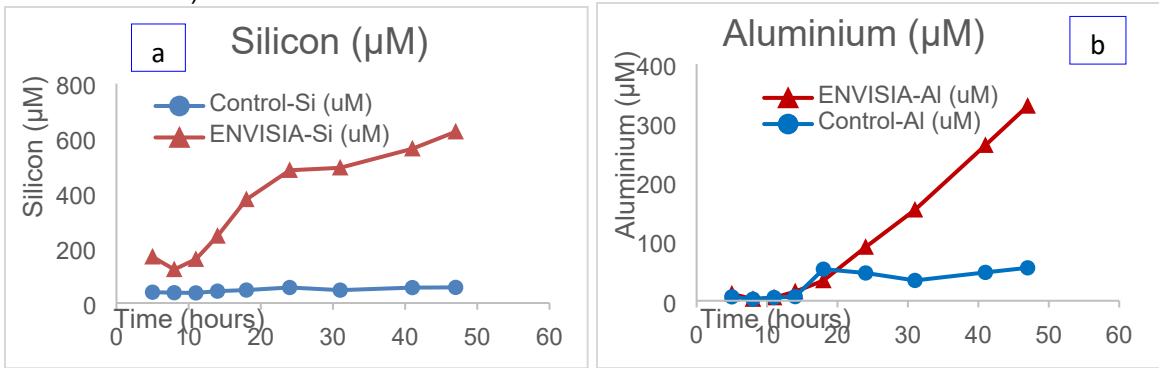 )
a
Silicon (µM)
Silicon (µM)
800
600
400
200
0
Control-Si (uM)
ENVISIA-Si (uM)
Time (hours)
0 10 20 30 40 50 60
Aluminium (µM)
b
Aluminium (µM)
400
300
200
100
0
ENVISIA-Al (uM)
Control-Al (uM)
Time (hours)
0 10 20 30 40 50 60